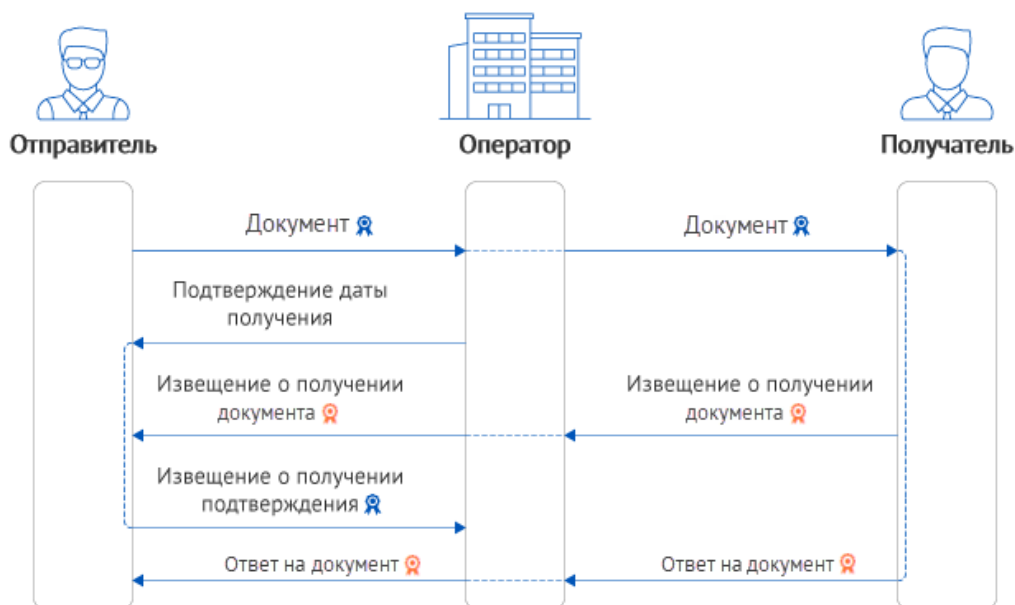 Отправитель
Оператор
Получатель
Документ
Документ
Подтверждение даты
получения
Извещение о получении
документа
Извещение о получении
документа
Извещение о получении
подтверждения
Ответ на документ
Ответ на документ